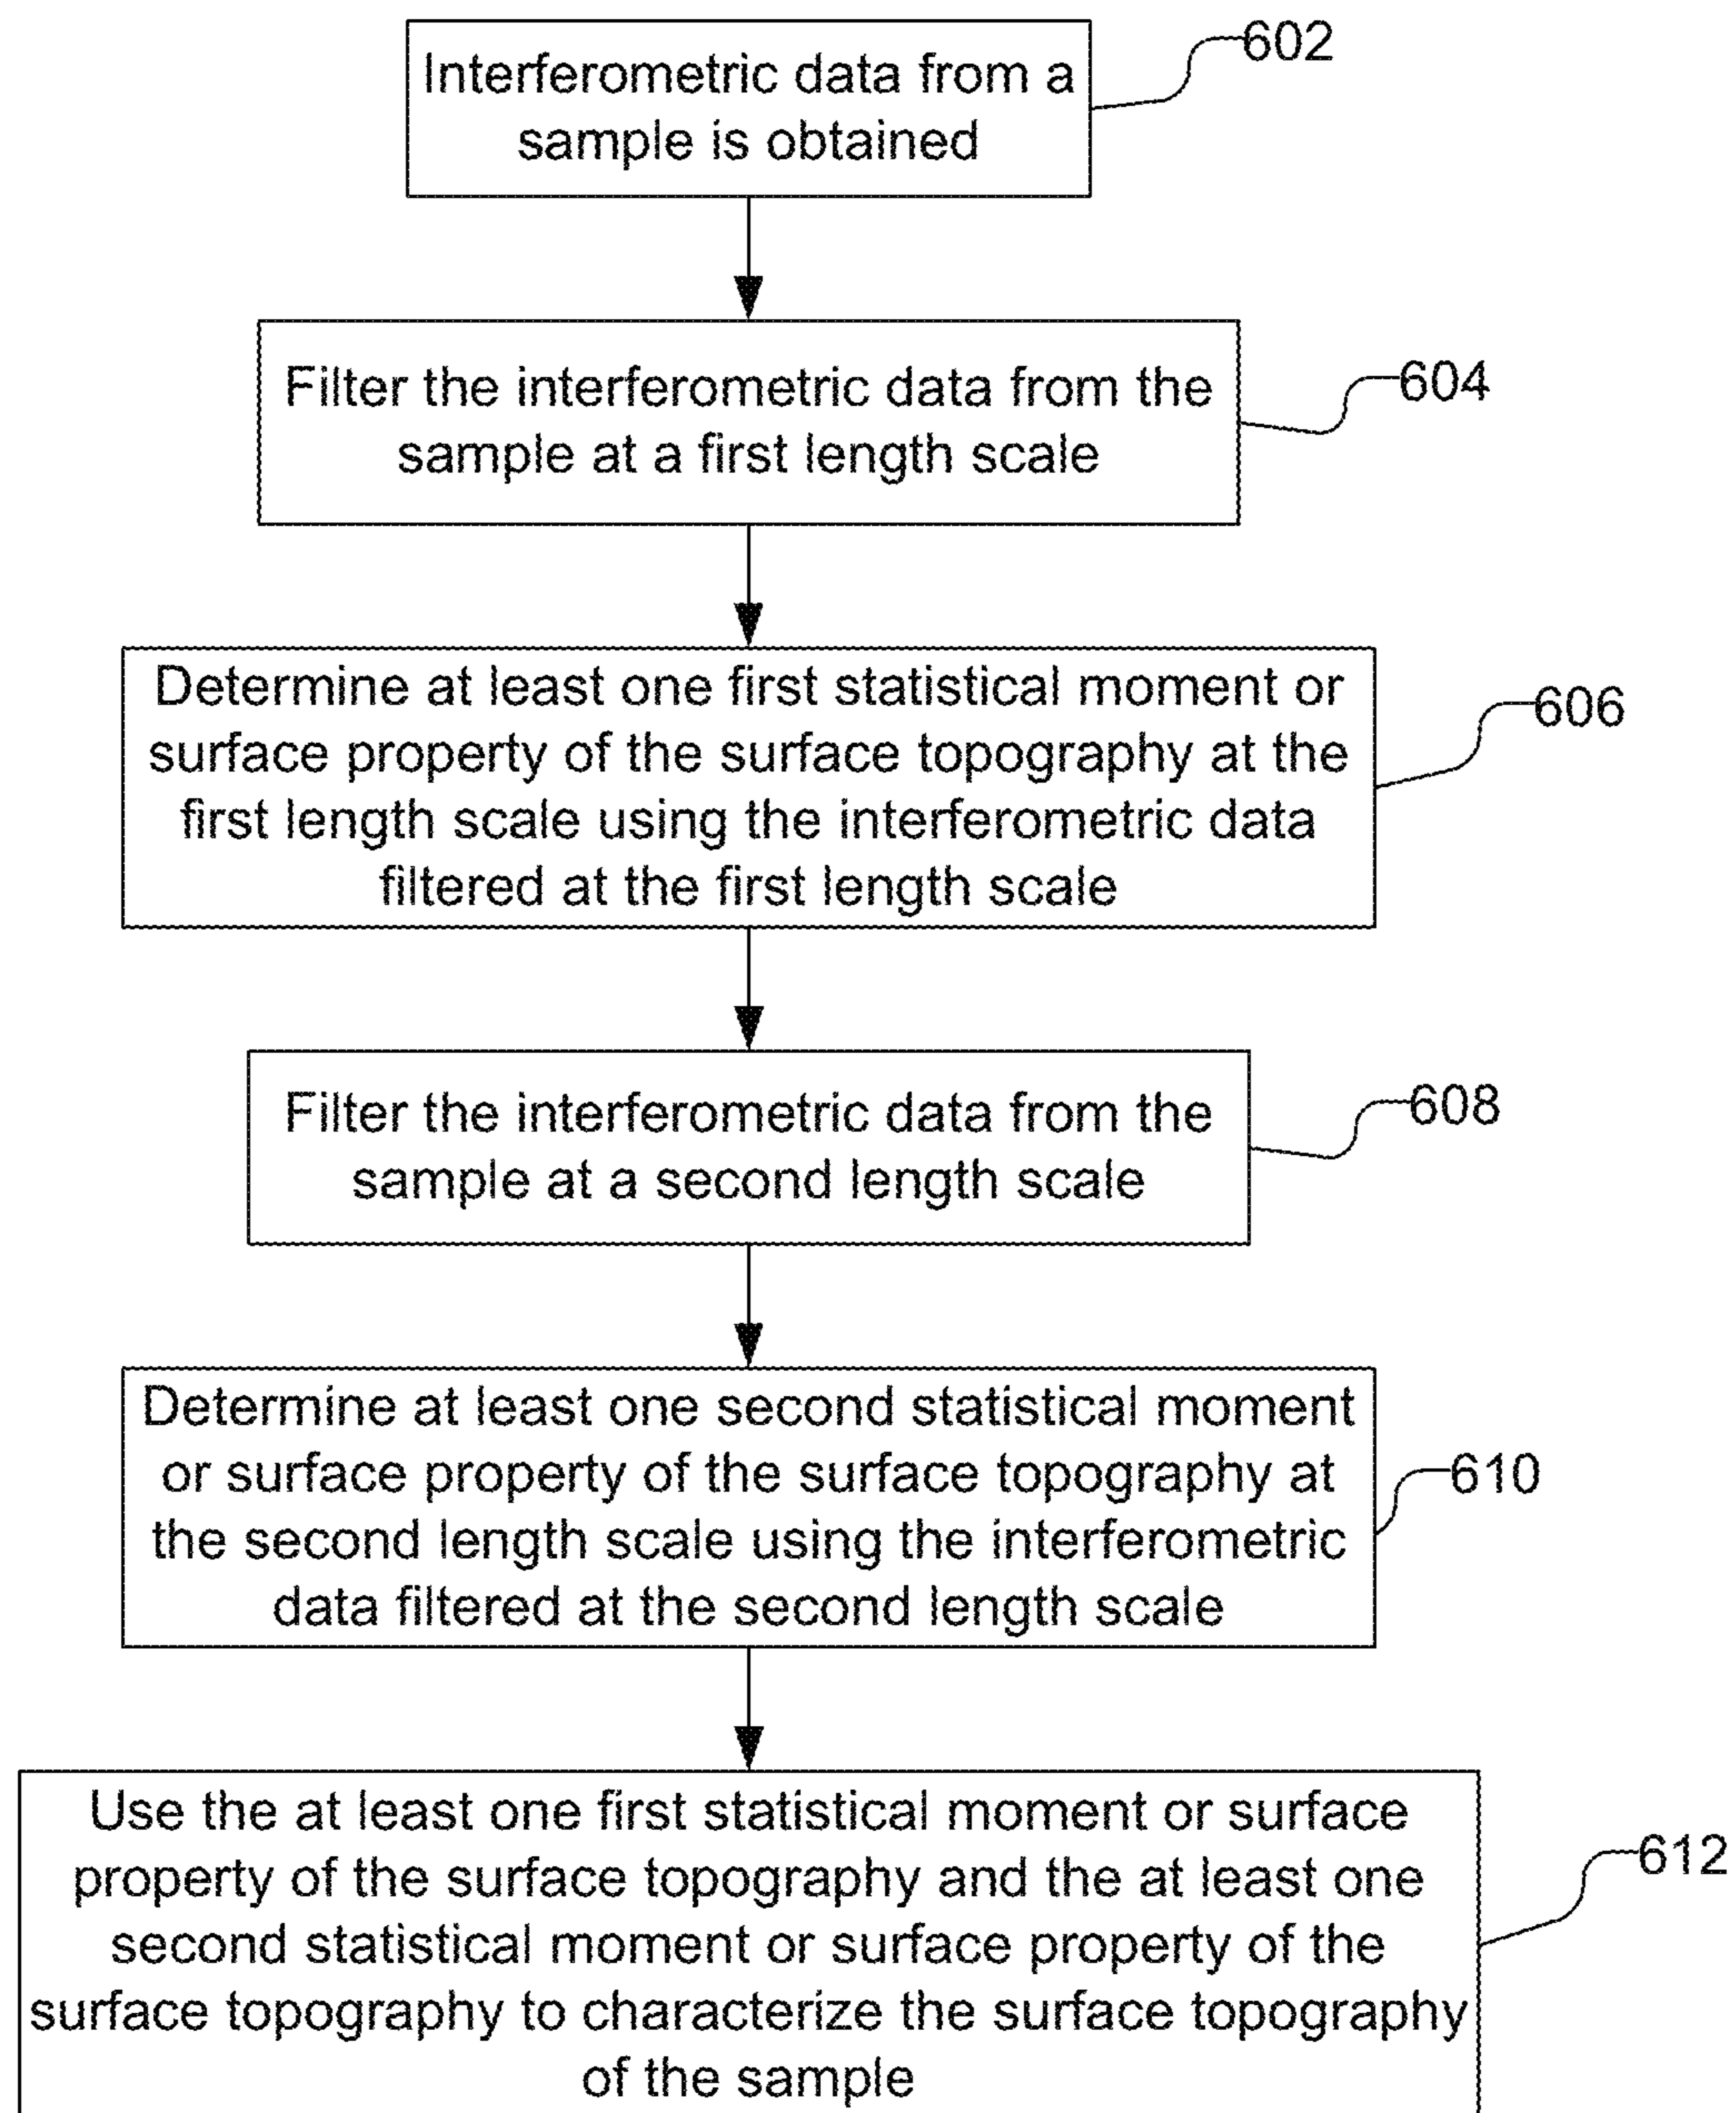 Interferometric data from a
sample is obtained
602
Filter the interferometric data from the
sample at a first length scale
604
Determine at least one first statistical moment or
surface property of the surface topography at the
first length scale using the interferometric data
filtered at the first length scale
606
Filter the interferometric data from the
sample at a second length scale
608
Determine at least one second statistical moment
or surface property of the surface topography at
the second length scale using the interferometric
data filtered at the second length scale
610
Use the at least one first statistical moment or surface
property of the surface topography and the at least one
second statistical moment or surface property of the
surface topography to characterize the surface topography
of the sample
612